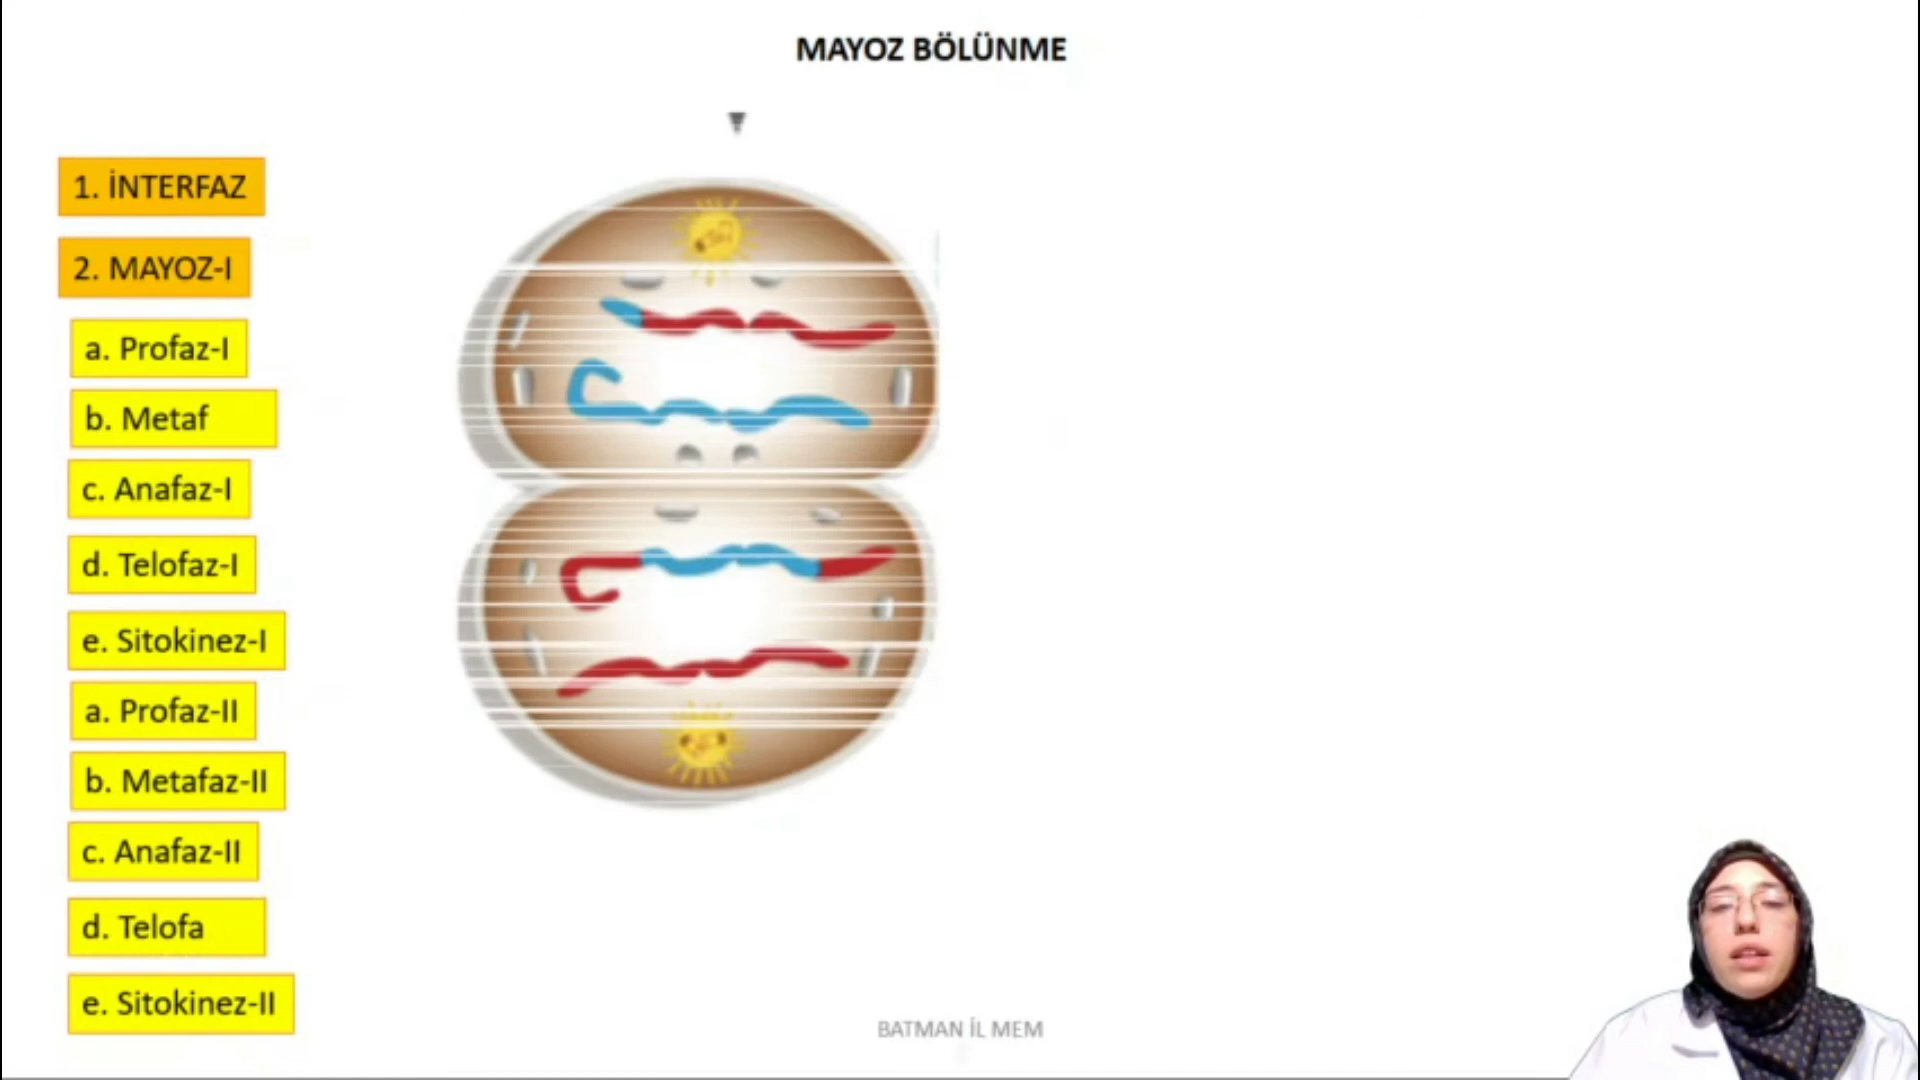 MAYOZ BÖLÜNME
1. İNTERFAZ
2. MAYOZ-I
a. Profaz-I
b. Metaf
c. Anafaz-I
d. Telofaz-I
e. Sitokinez-I
a. Profaz-II
b. Metafaz-II
c. Anafaz-II
d. Telofa
e. Sitokinez-II
BATMAN İL MEM